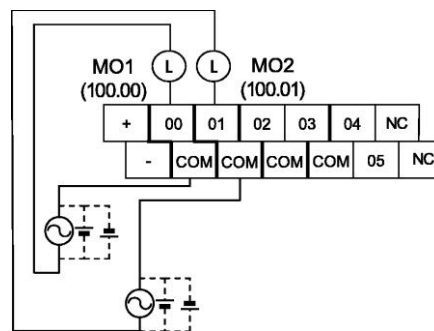 MO1
(100.00)
L
L
MO2
(100.01)
+ 00 01 02 03 04 NC
- COM COM COM COM 05 NC